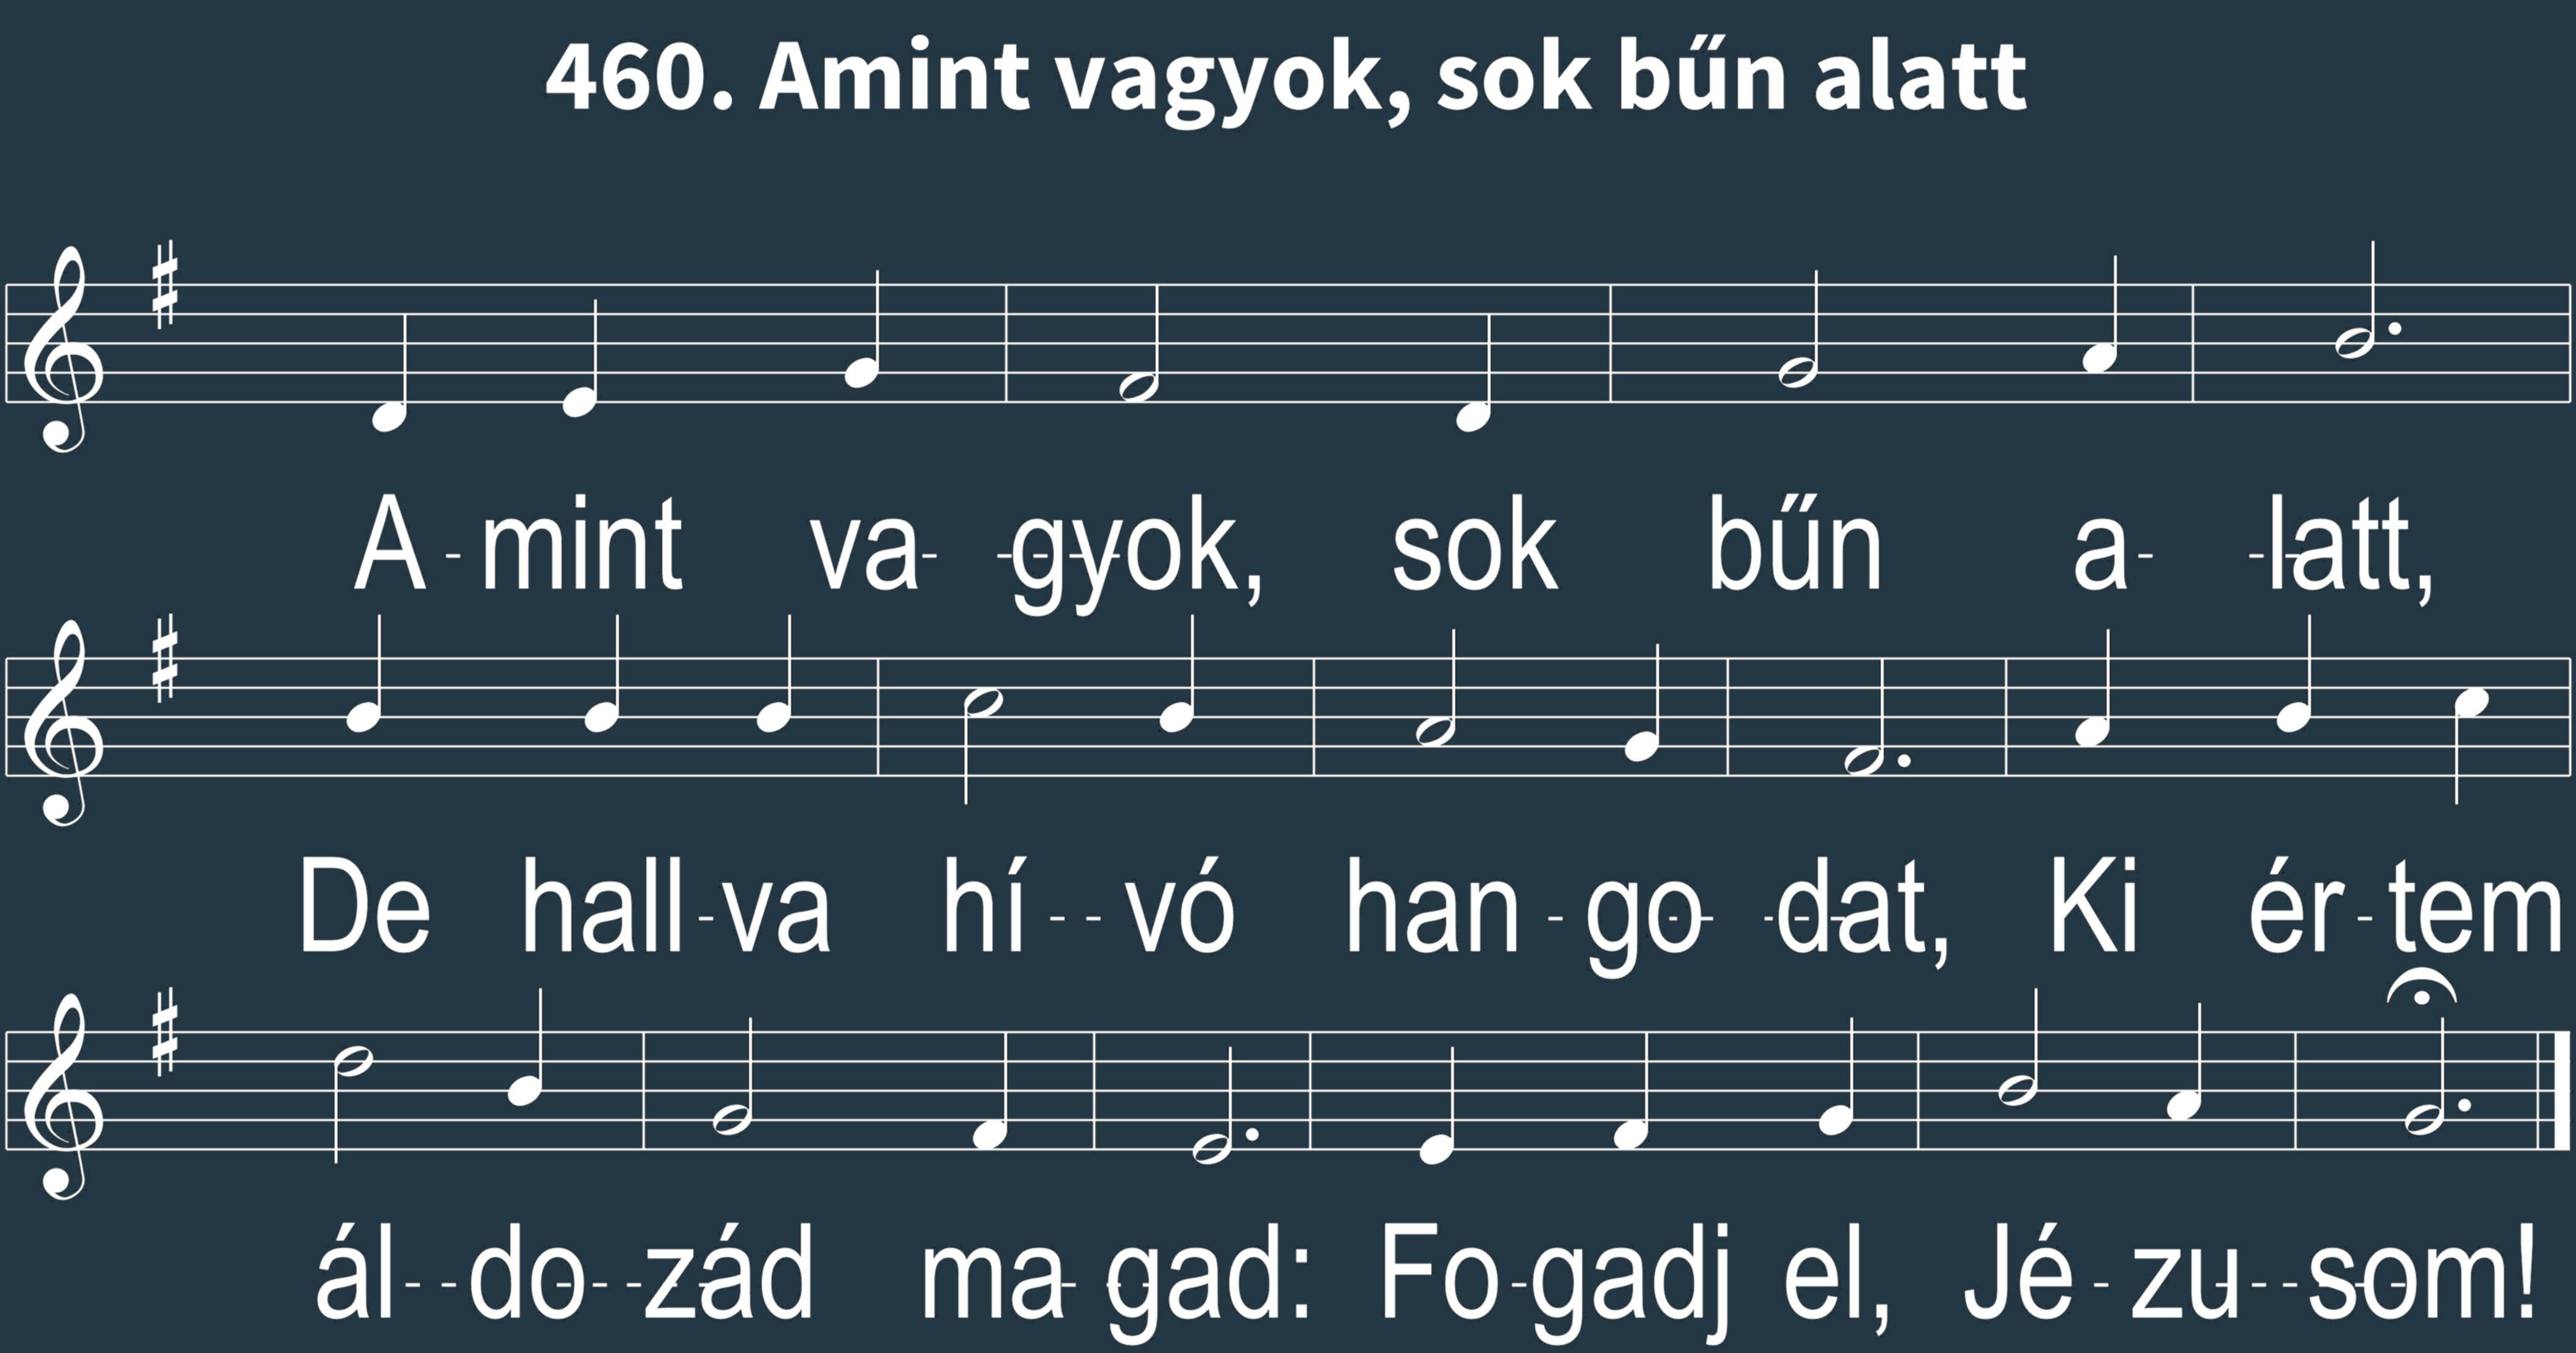 460. Amint vagyok, sok bűn alatt
A - mint va- -gyok, sok bűn a- -latt,
De hall - va hí - - vó han - go- -dat, Ki ér - tem
ál - - do - - zád ma- gad: Fo - gadj el, Jé - zu - - som!